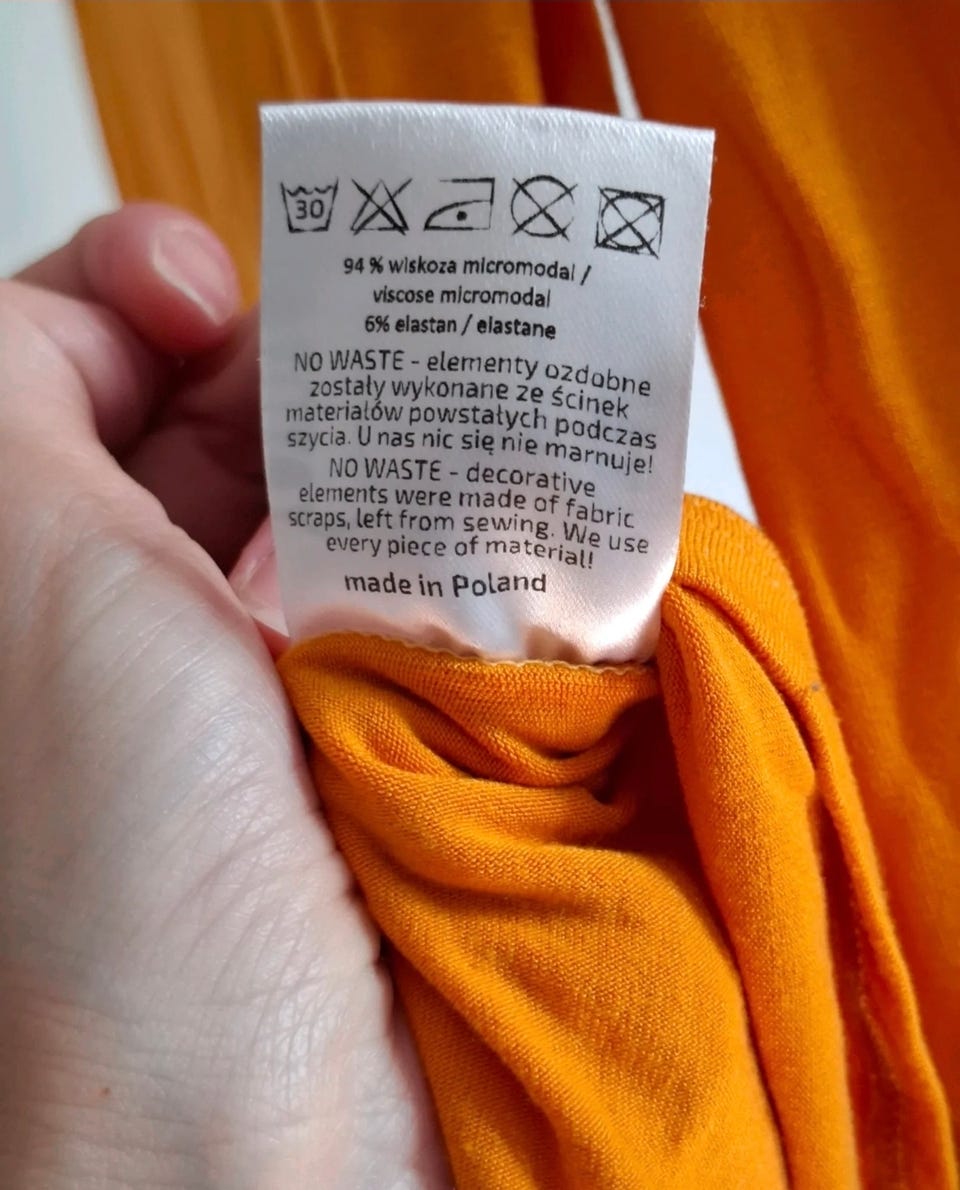 30
94 % wiskoza micromodal /
viscose micromodal
6% elastan / elastane
NO WASTE - elementy ozdobne
zostały wykonane ze ścinek
materiałów powstałych podczas
szycia. U nas nic się nie marnuje!
NO WASTE - decorative
elements were made of fabric
scraps, left from sewing. We use
every piece of material!
made in Poland